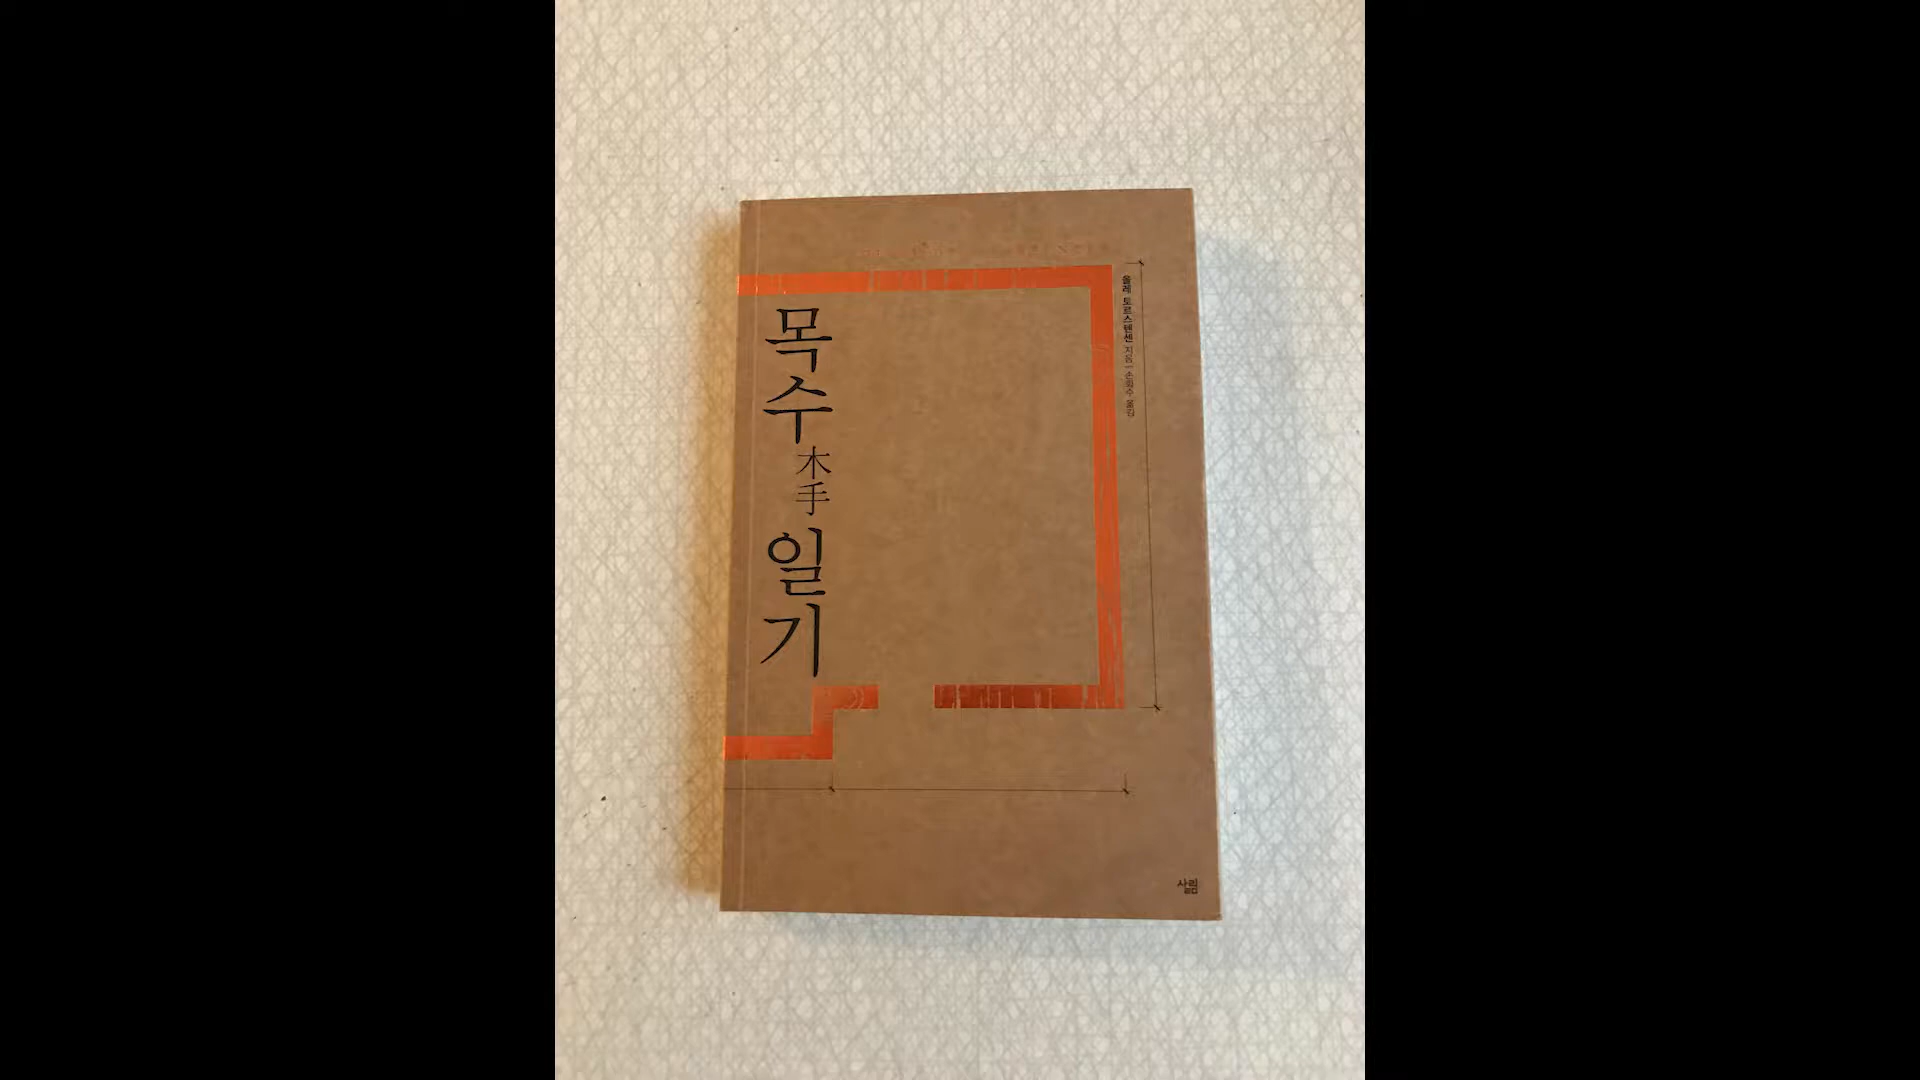 목수
木手
일기
올레 토르스텐센 지음 | 손화수 옮김
살림